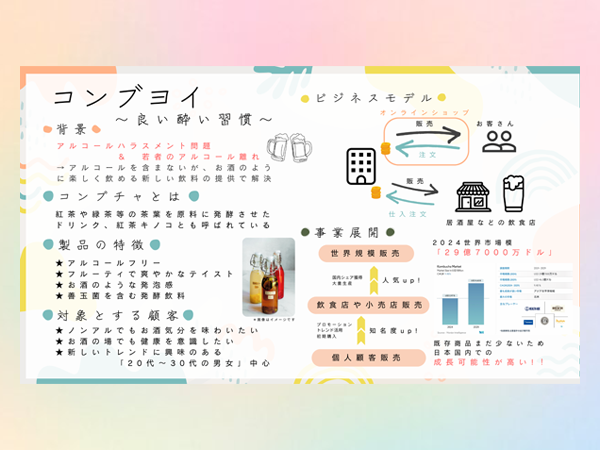 コンブヨイ
～良い酔い習慣～
背景
アルコールハラスメント問題
＆ 若者のアルコール離れ
→アルコールを含まないが、お酒のよう
に楽しく飲める新しい飲料の提供で解決
コンブチャとは
紅茶や緑茶等の茶葉を原料に発酵させた
ドリンク、紅茶キノコとも呼ばれている
製品の特徴
★アルコールフリー
★フルーティで爽やかなテイスト
★お酒のような発泡感
★善玉菌を含む発酵飲料
対象とする顧客
★ノンアルでもお酒気分を味わいたい
★お酒の場でも健康を意識したい
★新しいトレンドに興味のある
「20代～30代の男女」中心
ビジネスモデル
オンラインショップ
販売
お客さん
注文
販売
仕入注文
居酒屋などの飲食店
事業展開
世界規模販売
国内シェア獲得
大量生産
人気up!
飲食店や小売店販売
プロモーション
トレンド活用
初期購入
知名度up!
個人顧客販売
2024世界市場規模
「29億7000万ドル」
既存商品まだ少ないため
日本国内での
成長可能性が高い!!